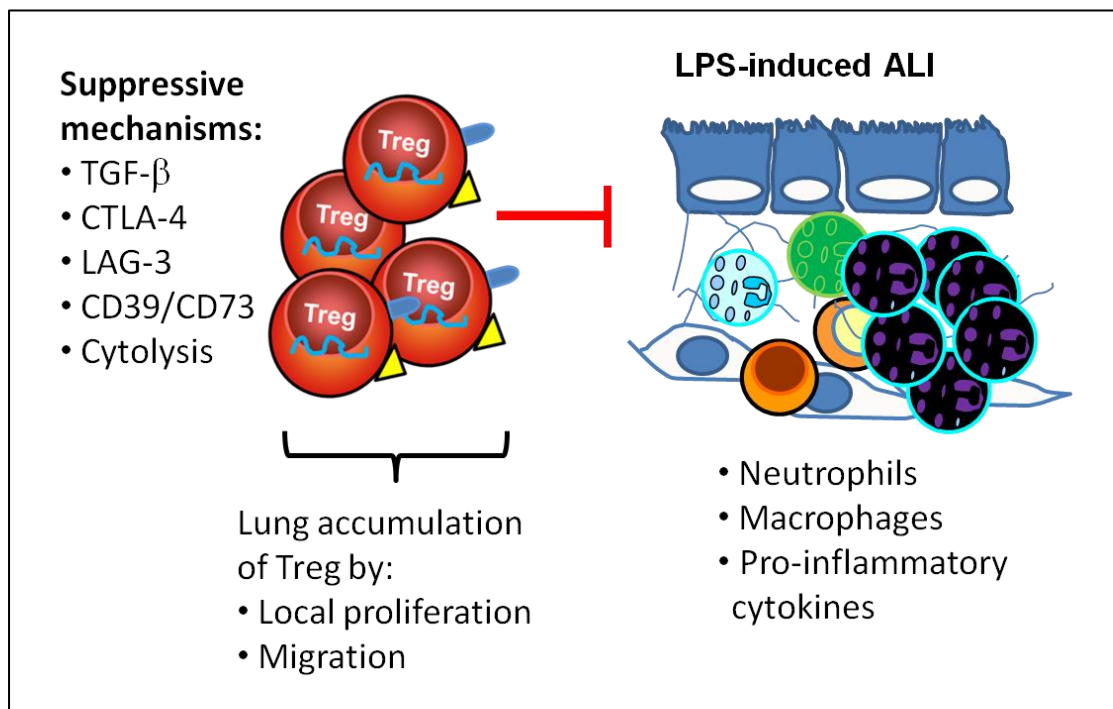 Suppressive
mechanisms:
• TGF-β
• CTLA-4
• LAG-3
• CD39/CD73
• Cytolysis
Treg
Treg
Treg
Treg
Lung accumulation
of Treg by:
• Local proliferation
• Migration
LPS-induced ALI
• Neutrophils
• Macrophages
• Pro-inflammatory
cytokines